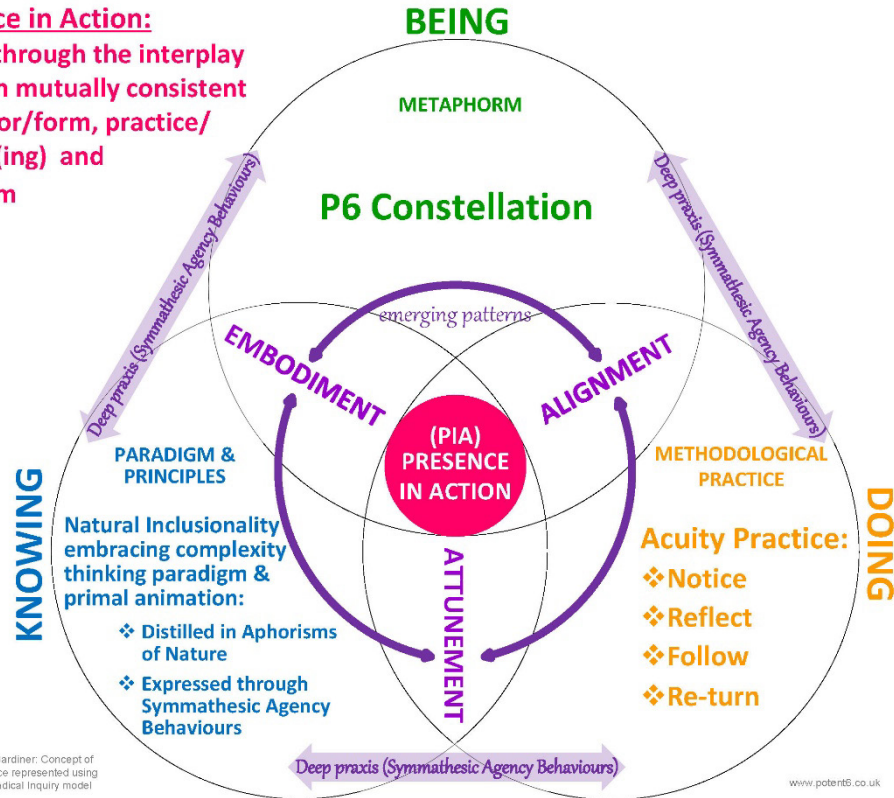 ce in Action:
through the interplay
n mutually consistent
or/form, practice/
(ing) and
m
BEING
METAPHORM
P6 Constellation
Deep praxis (Symmathesic Agency Behaviours)
Deep praxis (Symmathesic Agency Behaviours)
emerging patterns
EMBODIMENT
ALIGNMENT
(PIA)
PRESENCE
IN ACTION
ATTUNEMENT
KNOWING
PARADIGM &
PRINCIPLES
Natural Inclusionality
embracing complexity
thinking paradigm &
primal animation:
❖ Distilled in Aphorisms
of Nature
❖ Expressed through
Symmathesic Agency
Behaviours
DOING
METHODOLOGICAL
PRACTICE
Acuity Practice:
❖Notice
❖Reflect
❖Follow
❖Re-turn
Deep praxis (Symmathesic Agency Behaviours)
ardiner: Concept of
ce represented using
dical Inquiry model
www.potent6.co.uk